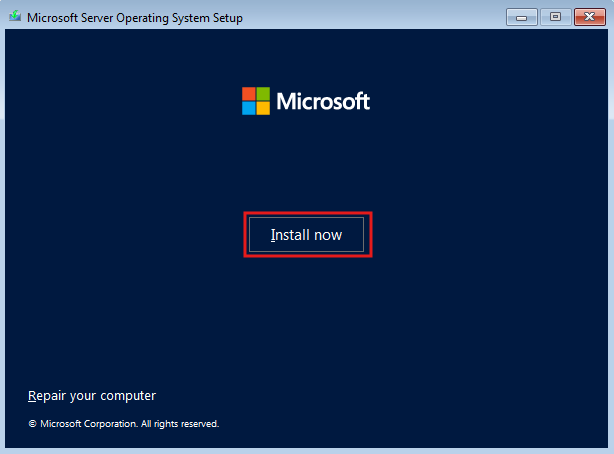 Microsoft Server Operating System Setup
Microsoft
Install now
Repair your computer
© Microsoft Corporation. All rights reserved.